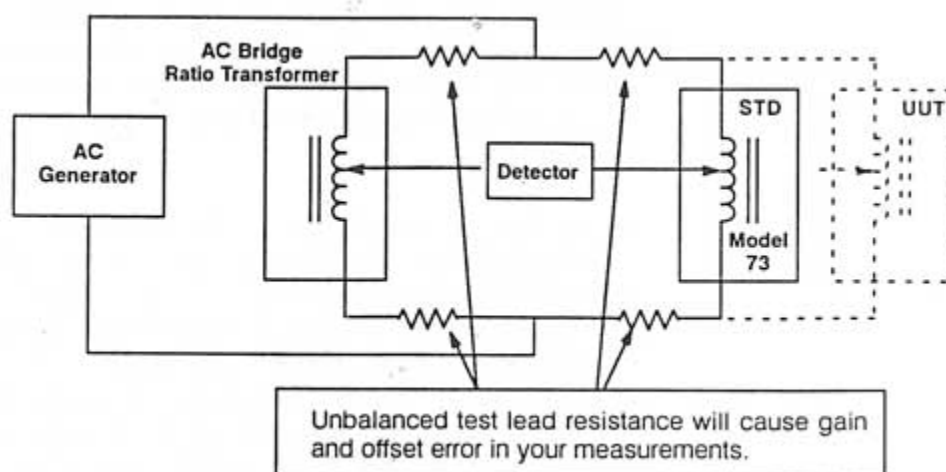 AC Bridge
Ratio Transformer
AC
Generator
Detector
STD
Model
73
UUT
Unbalanced test lead resistance will cause gain
and offset error in your measurements.